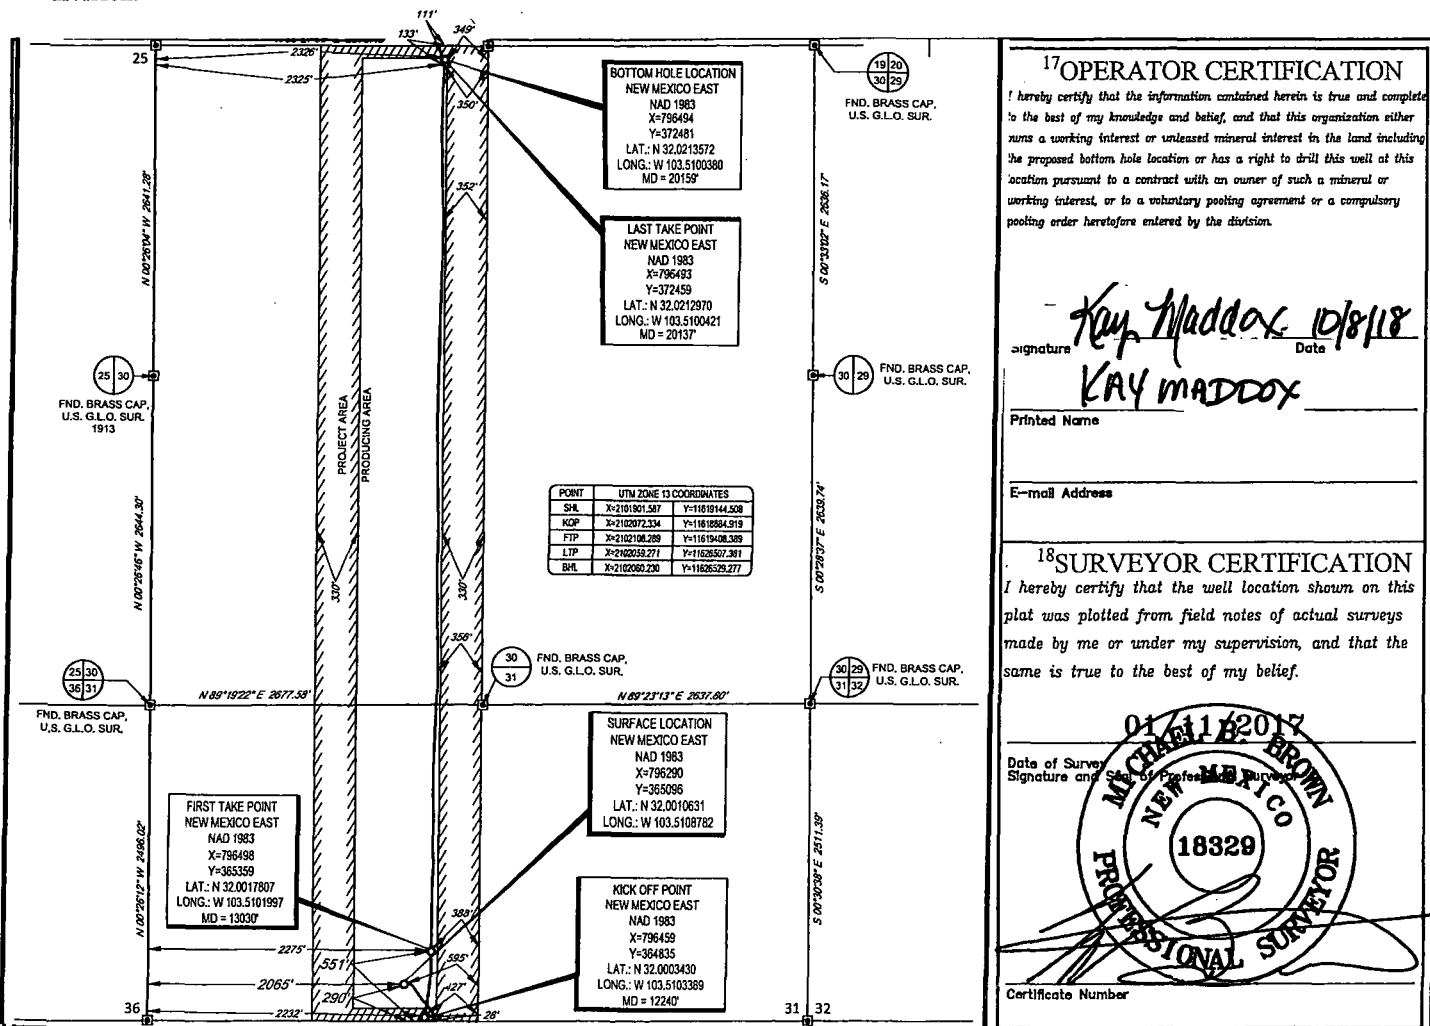 111'
133'
349'
25
2326'
2325'
350'
BOTTOM HOLE LOCATION
NEW MEXICO EAST
NAD 1983
X=796494
Y=372481
LAT.: N 32.0213572
LONG.: W 103.5100380
MD = 20159'
19 20
30 29
FND. BRASS CAP,
U.S. G.L.O. SUR.
N 00°26'04" W 2641.28'
352'
S 00°33'02" E 2636.17'
LAST TAKE POINT
NEW MEXICO EAST
NAD 1983
X=796493
Y=372459
LAT.: N 32.0212970
LONG.: W 103.5100421
MD = 20137'
25 30
FND. BRASS CAP,
U.S. G.L.O. SUR.
1913
30 29
FND. BRASS CAP,
U.S. G.L.O. SUR.
PROJECT AREA
PRODUCING AREA
POINT UTM ZONE 13 COORDINATES
SHL X=2101901.587 Y=11619144.508
KOP X=2102072.334 Y=11618884.919
FTP X=2102108.289 Y=11619408.389
LTP X=2102059.271 Y=11626507.381
BHL X=2102060.230 Y=11626529.277
N 00°26'46" W 2644.30'
330'
330'
S 00°28'37" E 2639.74'
356'
25 30
36 31
FND. BRASS CAP,
U.S. G.L.O. SUR.
30
31
FND. BRASS CAP,
U.S. G.L.O. SUR.
30 29
31 32
FND. BRASS CAP,
U.S. G.L.O. SUR.
N 89°19'22" E 2677.58'
N 89°23'13" E 2637.80'
SURFACE LOCATION
NEW MEXICO EAST
NAD 1983
X=796290
Y=365096
LAT.: N 32.0010631
LONG.: W 103.5108782
FIRST TAKE POINT
NEW MEXICO EAST
NAD 1983
X=796498
Y=365359
LAT.: N 32.0017807
LONG.: W 103.5101997
MD = 13030'
N 00°26'12" W 2496.02'
S 00°30'38" E 2511.39'
KICK OFF POINT
NEW MEXICO EAST
NAD 1983
X=796459
Y=364835
LAT.: N 32.0003430
LONG.: W 103.5103389
MD = 12240'
388'
2275'
551'
595'
2065'
290'
427'
36
2232'
28'
31 32
17OPERATOR CERTIFICATION
I hereby certify that the information contained herein is true and complete
to the best of my knowledge and belief, and that this organization either
owns a working interest or unleased mineral interest in the land including
the proposed bottom hole location or has a right to drill this well at this
location pursuant to a contract with an owner of such a mineral or
working interest, or to a voluntary pooling agreement or a compulsory
pooling order heretofore entered by the division.
Kay Maddox 10/8/18
Signature Date
KAY MADDOX
Printed Name
E-mail Address
18SURVEYOR CERTIFICATION
I hereby certify that the well location shown on this
plat was plotted from field notes of actual surveys
made by me or under my supervision, and that the
same is true to the best of my belief.
01/11/2017
Date of Survey
Signature and Seal of Professional Surveyor
MICHAEL B. BROWN
NEW MEXICO
18329
PROFESSIONAL SURVEYOR
Certificate Number